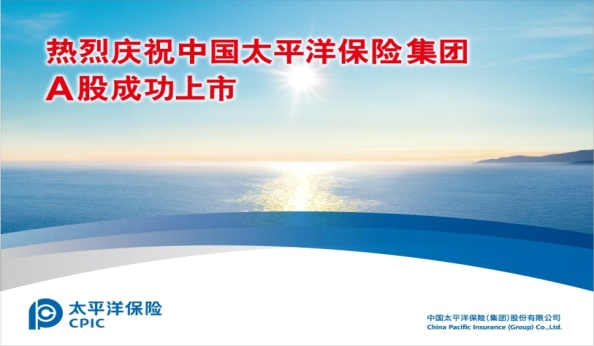 热烈庆祝中国太平洋保险集团
A股成功上市
太平洋保险
CPIC
中国太平洋保险(集团)股份有限公司
China Pacific Insurance (Group) Co.,Ltd.